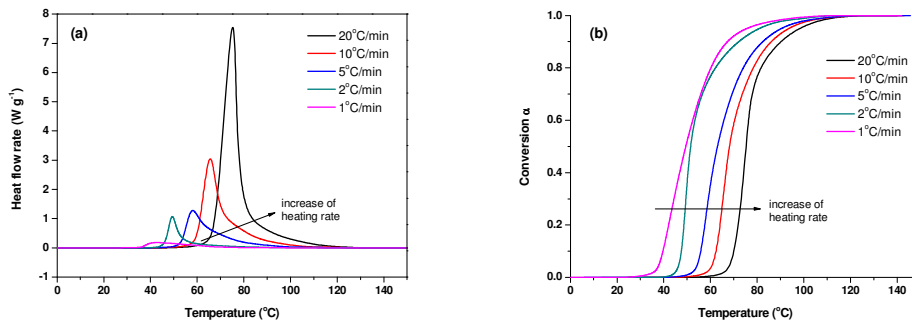 (a)
20°C/min
10°C/min
5°C/min
2°C/min
1°C/min
increase of
heating rate
Heat flow rate (W g⁻¹)
8
7
6
5
4
3
2
1
0
-1
0 20 40 60 80 100 120 140
Temperature (°C)
(b)
20°C/min
10°C/min
5°C/min
2°C/min
1°C/min
increase of
heating rate
Conversion α
1.0
0.8
0.6
0.4
0.2
0.0
0 20 40 60 80 100 120 140
Temperature (°C)